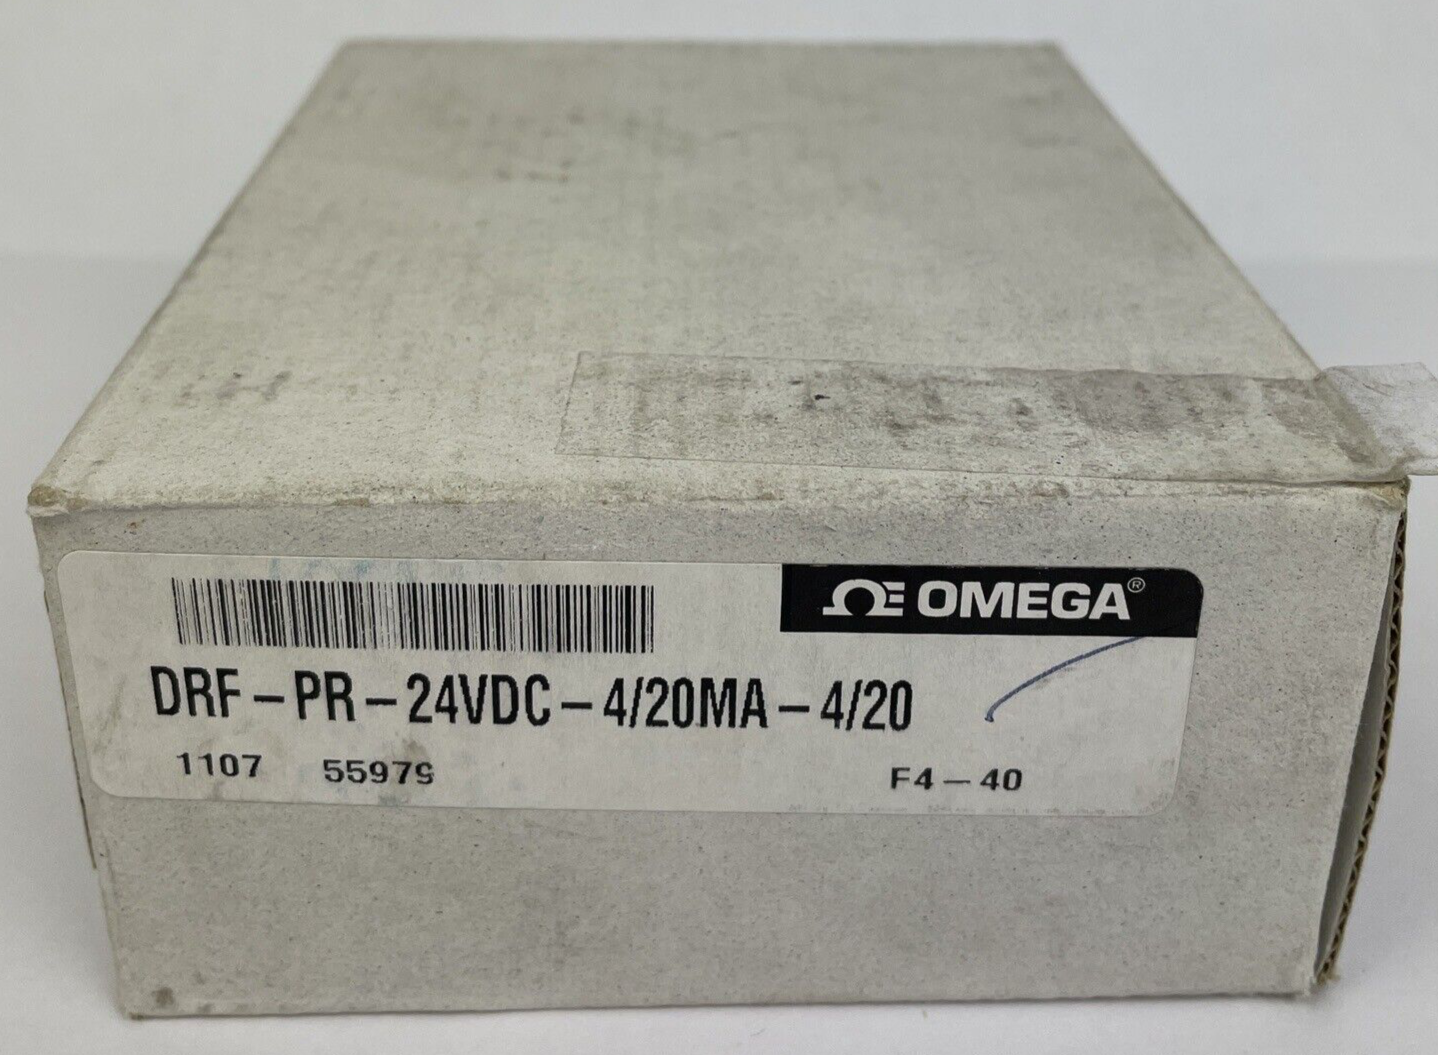 OMEGA®
DRF-PR-24VDC-4/20MA-4/20
1107 55979
F4-40